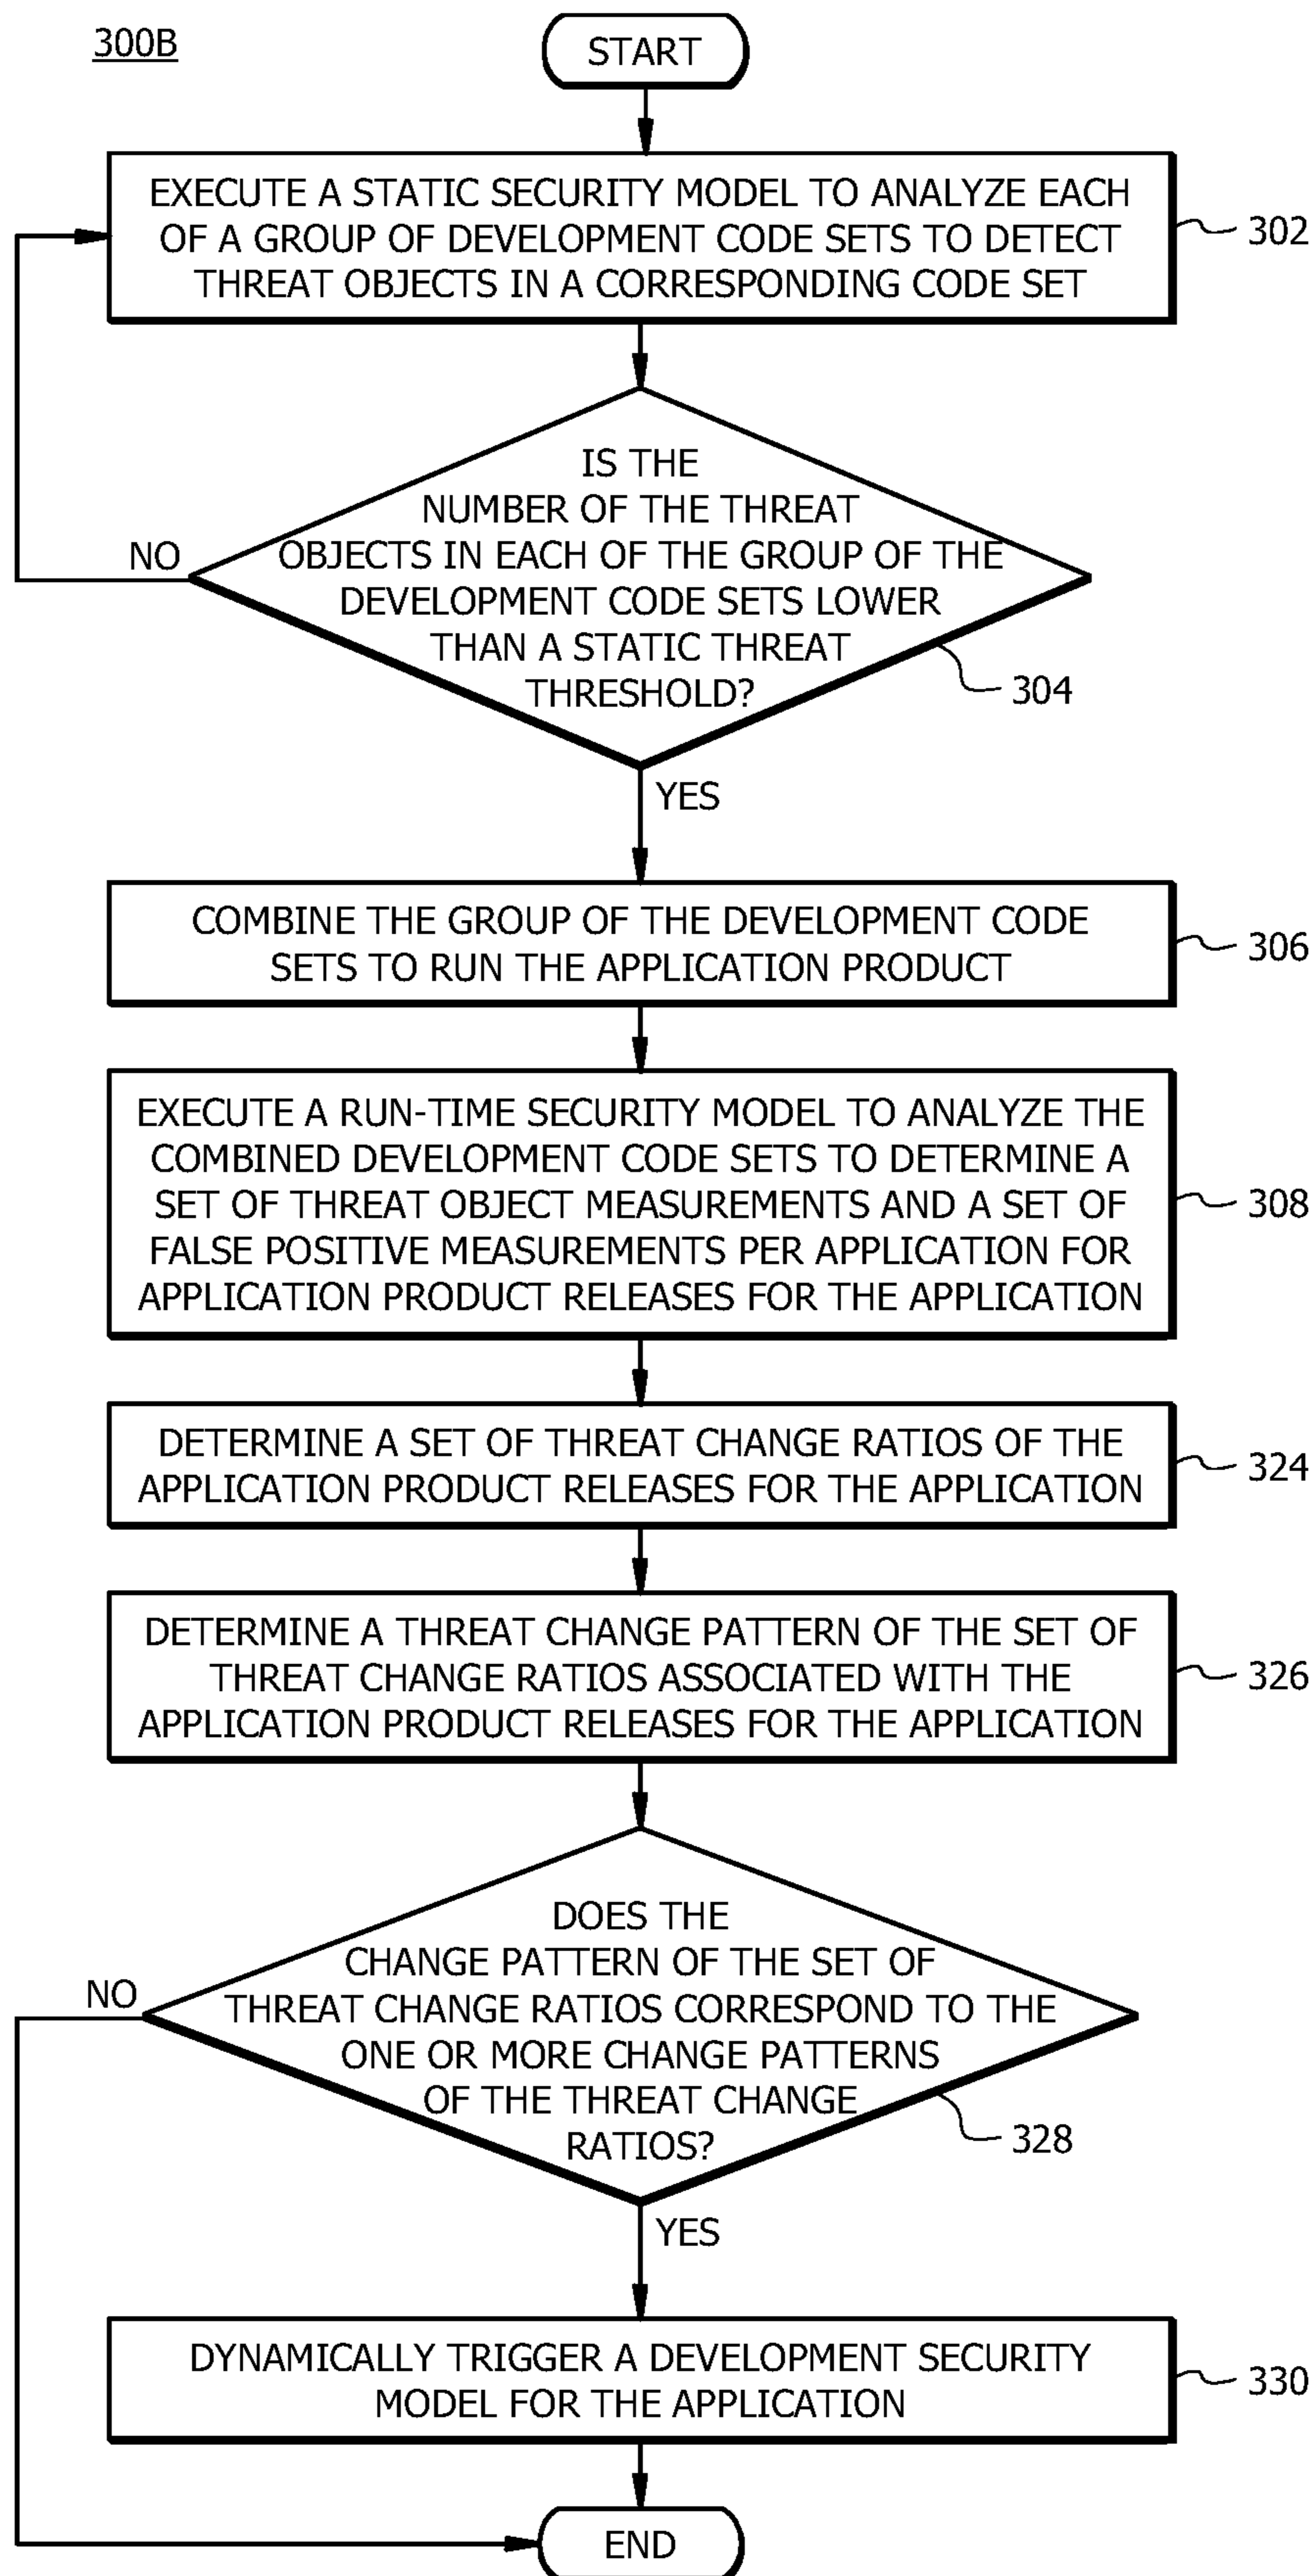 300B
START
EXECUTE A STATIC SECURITY MODEL TO ANALYZE EACH
OF A GROUP OF DEVELOPMENT CODE SETS TO DETECT
THREAT OBJECTS IN A CORRESPONDING CODE SET
302
IS THE
NUMBER OF THE THREAT
OBJECTS IN EACH OF THE GROUP OF THE
DEVELOPMENT CODE SETS LOWER
THAN A STATIC THREAT
THRESHOLD?
NO
304
YES
COMBINE THE GROUP OF THE DEVELOPMENT CODE
SETS TO RUN THE APPLICATION PRODUCT
306
EXECUTE A RUN-TIME SECURITY MODEL TO ANALYZE THE
COMBINED DEVELOPMENT CODE SETS TO DETERMINE A
SET OF THREAT OBJECT MEASUREMENTS AND A SET OF
FALSE POSITIVE MEASUREMENTS PER APPLICATION FOR
APPLICATION PRODUCT RELEASES FOR THE APPLICATION
308
DETERMINE A SET OF THREAT CHANGE RATIOS OF THE
APPLICATION PRODUCT RELEASES FOR THE APPLICATION
324
DETERMINE A THREAT CHANGE PATTERN OF THE SET OF
THREAT CHANGE RATIOS ASSOCIATED WITH THE
APPLICATION PRODUCT RELEASES FOR THE APPLICATION
326
DOES THE
CHANGE PATTERN OF THE SET OF
THREAT CHANGE RATIOS CORRESPOND TO THE
ONE OR MORE CHANGE PATTERNS
OF THE THREAT CHANGE
RATIOS?
NO
328
YES
DYNAMICALLY TRIGGER A DEVELOPMENT SECURITY
MODEL FOR THE APPLICATION
330
END